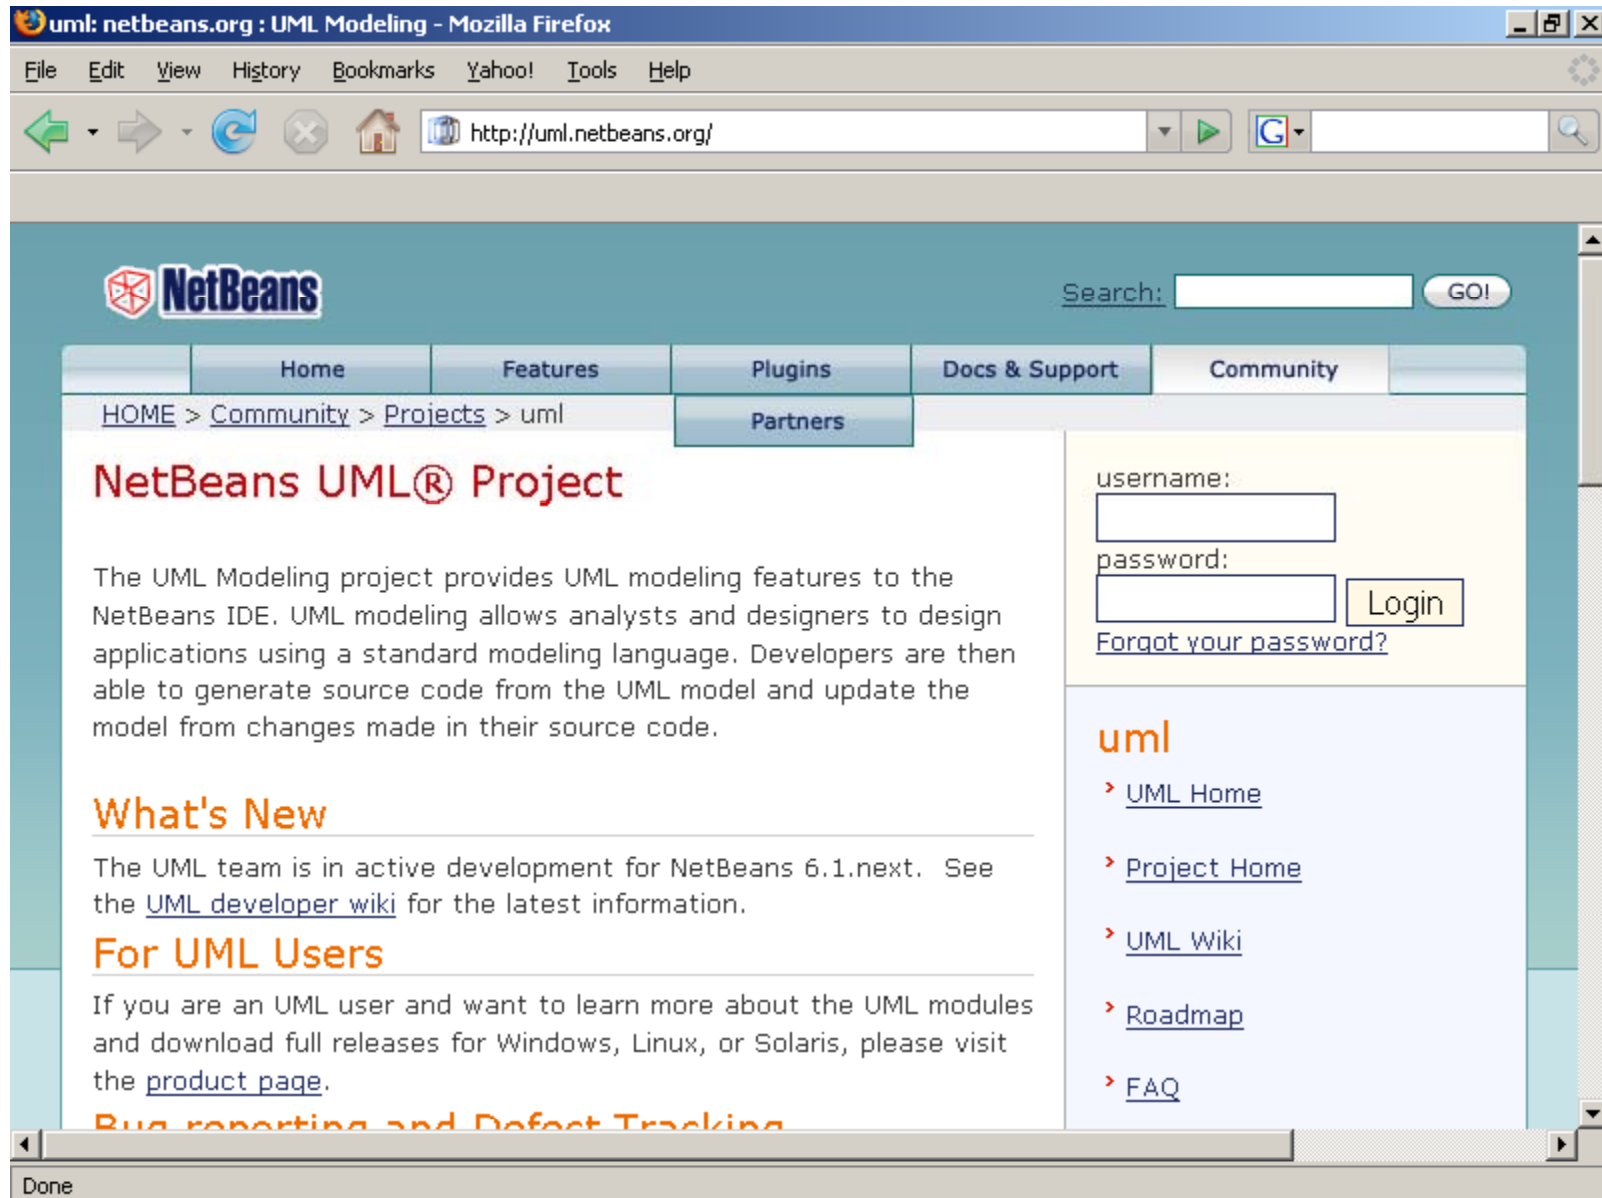 uml: netbeans.org : UML Modeling - Mozilla Firefox
File Edit View History Bookmarks Yahoo! Tools Help
http://uml.netbeans.org/
G
NetBeans
Search: GO!
Home Features Plugins Docs & Support Community
HOME > Community > Projects > uml
Partners
NetBeans UML® Project
The UML Modeling project provides UML modeling features to the
NetBeans IDE. UML modeling allows analysts and designers to design
applications using a standard modeling language. Developers are then
able to generate source code from the UML model and update the
model from changes made in their source code.
What's New
The UML team is in active development for NetBeans 6.1.next. See
the UML developer wiki for the latest information.
For UML Users
If you are an UML user and want to learn more about the UML modules
and download full releases for Windows, Linux, or Solaris, please visit
the product page.
Bug reporting and Defect Tracking
username:
password:
Login
Forgot your password?
uml
UML Home
Project Home
UML Wiki
Roadmap
FAQ
Done